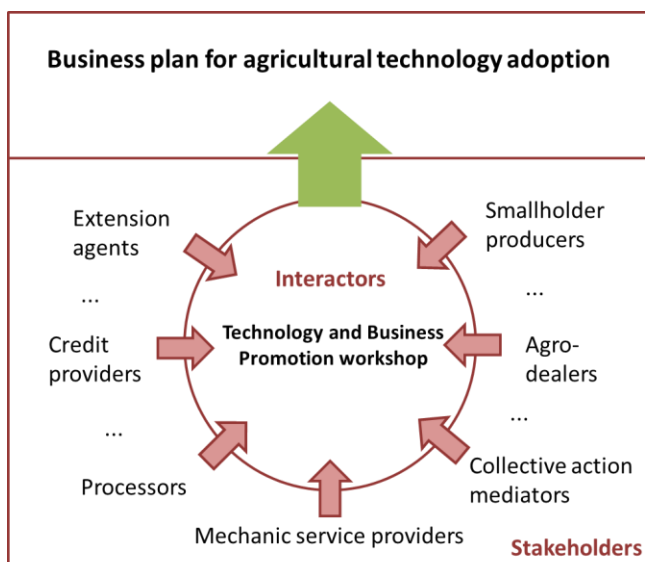 Business plan for agricultural technology adoption
Extension
agents
...
Credit
providers
...
Processors
Interactors
Technology and Business
Promotion workshop
Smallholder
producers
...
Agro-
dealers
...
Collective action
mediators
Mechanic service providers
Stakeholders